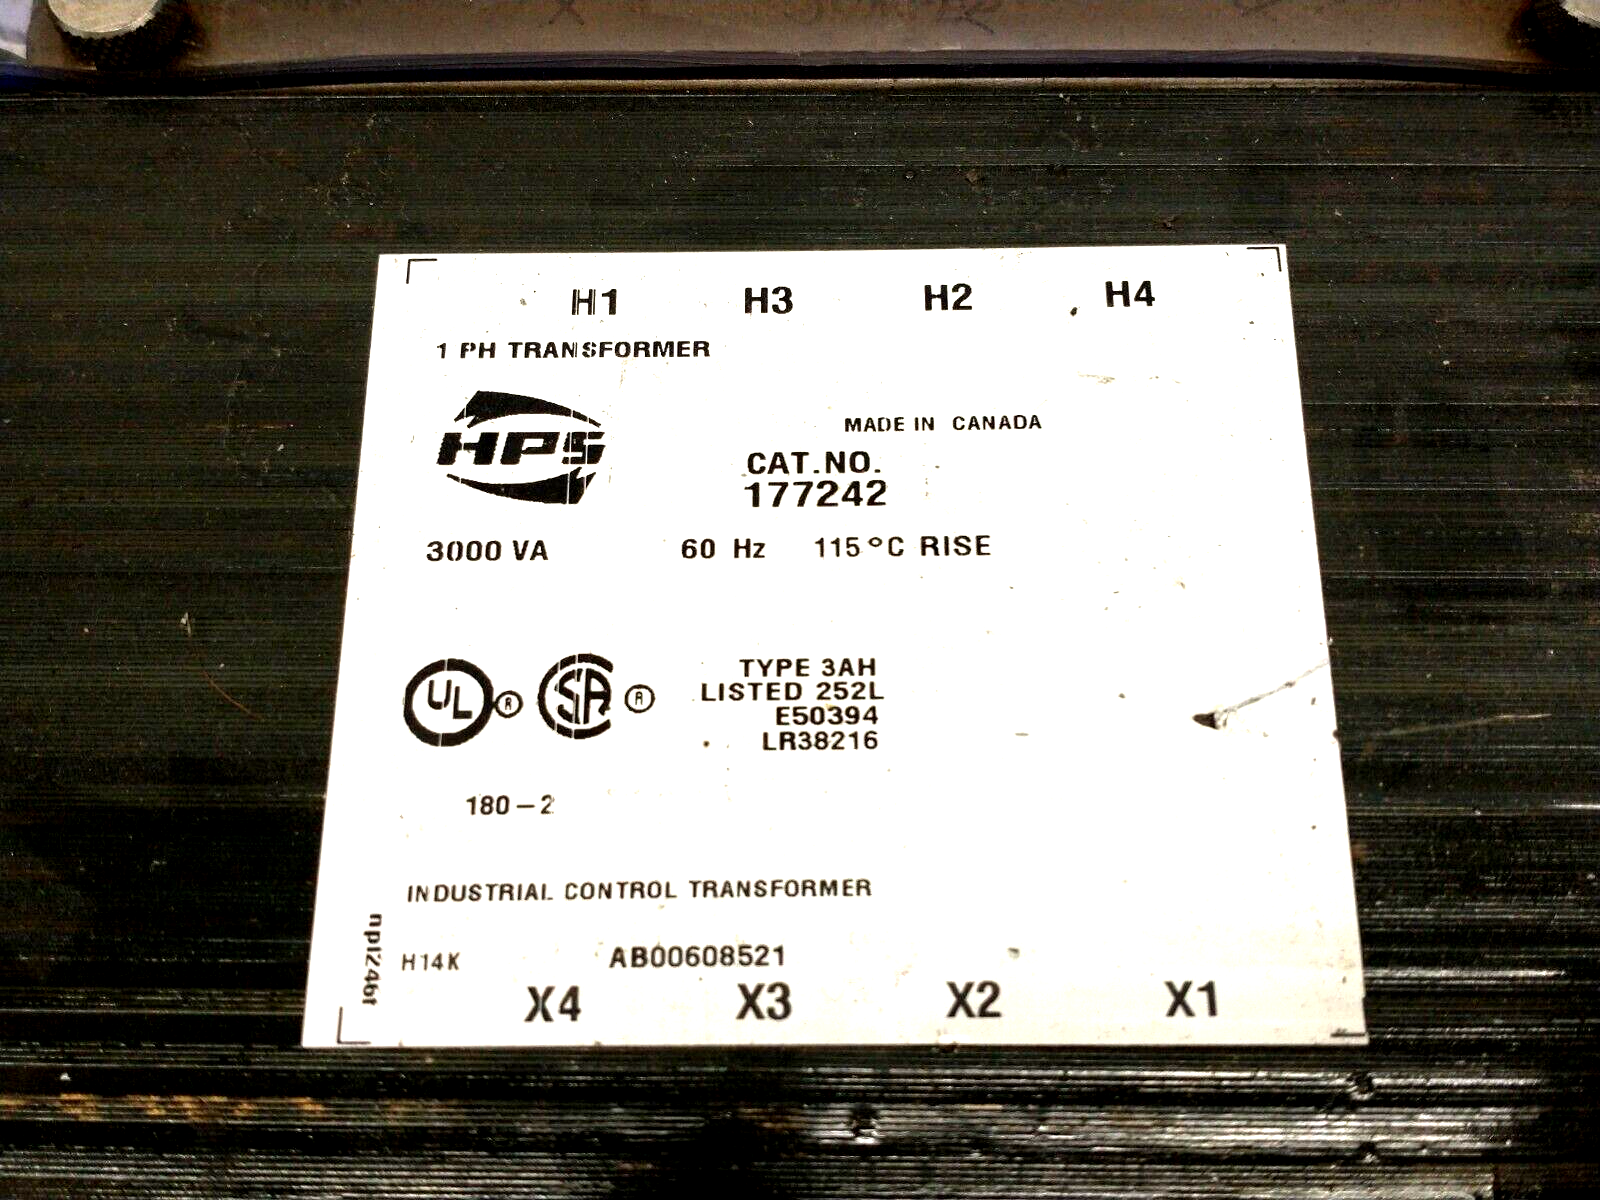 H1 H3 H2 H4
1 PH TRANSFORMER
HPS
MADE IN CANADA
CAT.NO.
177242
3000 VA 60 Hz 115°C RISE
UL ® SA ®
TYPE 3AH
LISTED 252L
E50394
LR38216
180-2
INDUSTRIAL CONTROL TRANSFORMER
H14K AB00608521
X4 X3 X2 X1